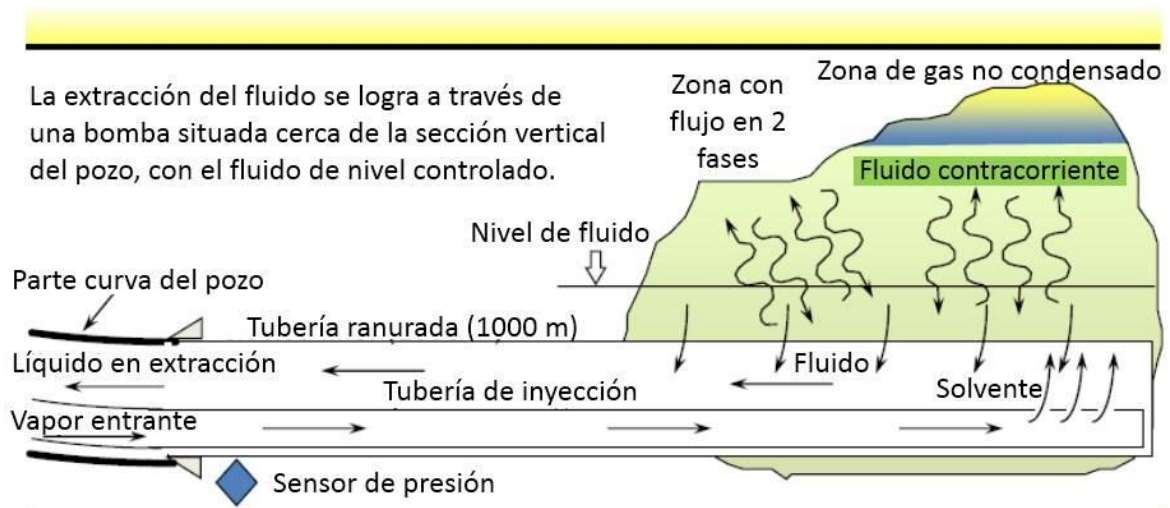 La extracción del fluido se logra a través de
una bomba situada cerca de la sección vertical
del pozo, con el fluido de nivel controlado.
Zona con
flujo en 2
fases
Zona de gas no condensado
Fluido contracorriente
Nivel de fluido
Parte curva del pozo
Tubería ranurada (1000 m)
Líquido en extracción
Fluido
Tubería de inyección
Solvente
Vapor entrante
Sensor de presión